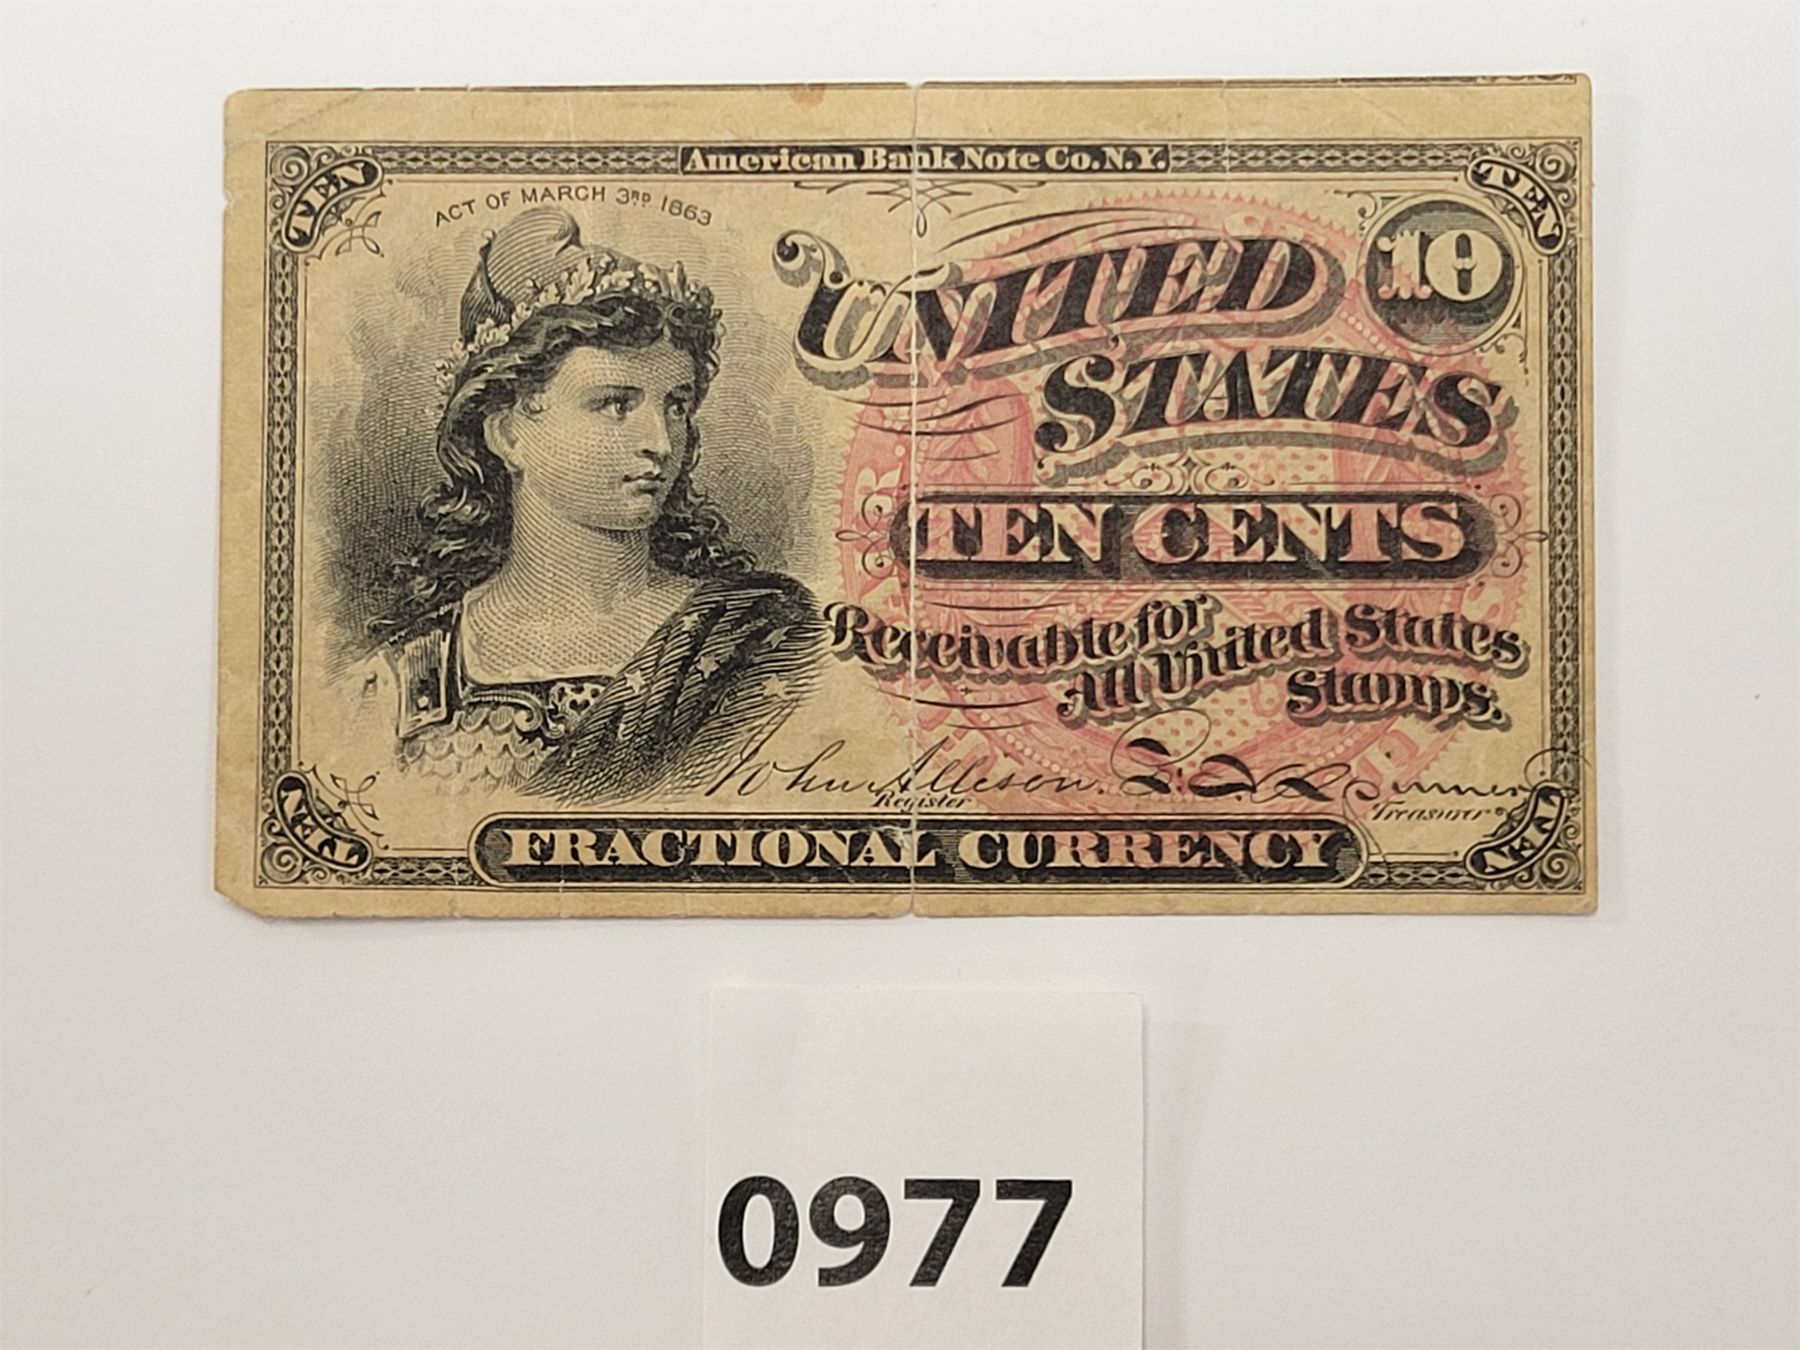 American Bank Note Co. N.Y.
TEN
TEN
ACT OF MARCH 3RD 1863
10
UNITED
STATES
TEN CENTS
Receivable for
All United States
Stamps.
John Allison.
Register
Treasurer
TEN
FRACTIONAL CURRENCY
TEN
0977